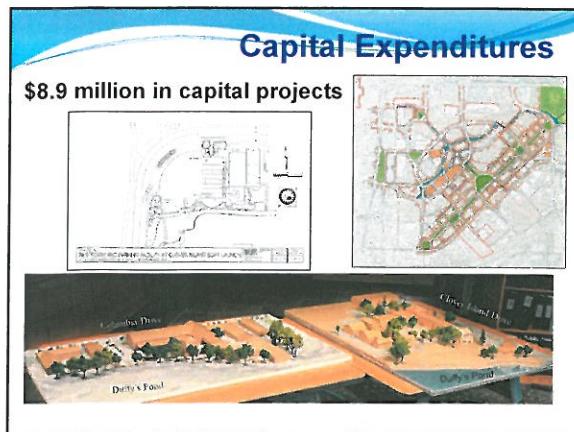 Capital Expenditures
$8.9 million in capital projects
Columbia Drive
Clover Island Drive
Duffy's Pond
Duffy's Pond